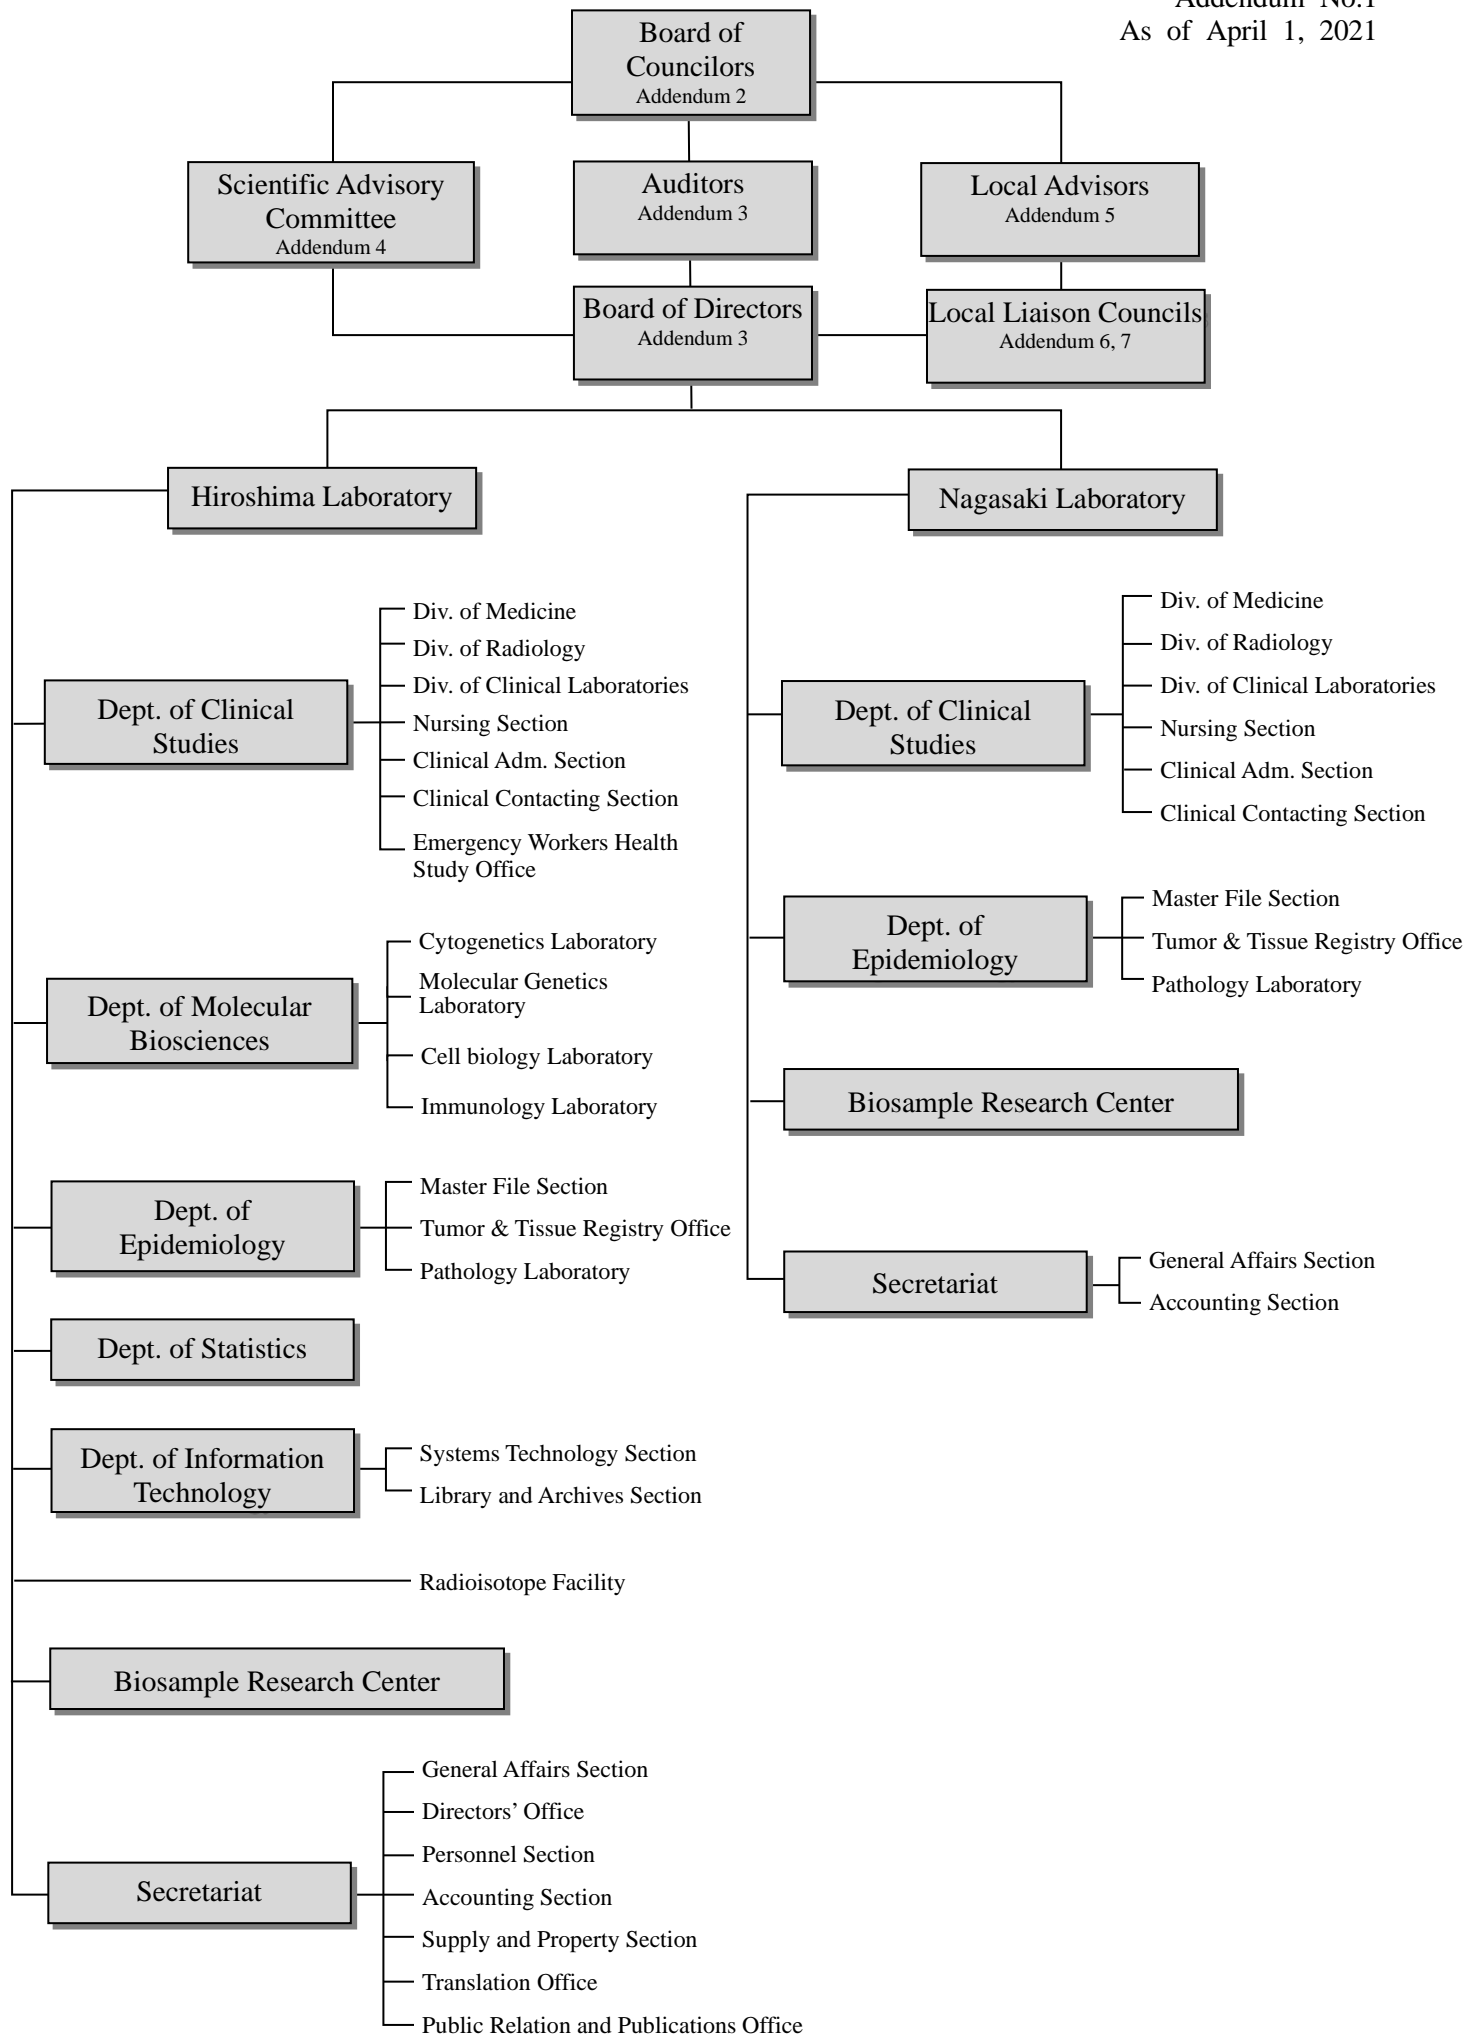 Addendum No.1
As of April 1, 2021
Board of
Councilors
Addendum 2
Scientific Advisory
Committee
Addendum 4
Auditors
Addendum 3
Local Advisors
Addendum 5
Board of Directors
Addendum 3
Local Liaison Councils
Addendum 6, 7
Hiroshima Laboratory
Dept. of Clinical
Studies
Div. of Medicine
Div. of Radiology
Div. of Clinical Laboratories
Nursing Section
Clinical Adm. Section
Clinical Contacting Section
Emergency Workers Health
Study Office
Dept. of Molecular
Biosciences
Cytogenetics Laboratory
Molecular Genetics
Laboratory
Cell biology Laboratory
Immunology Laboratory
Dept. of
Epidemiology
Master File Section
Tumor & Tissue Registry Office
Pathology Laboratory
Dept. of Statistics
Dept. of Information
Technology
Systems Technology Section
Library and Archives Section
Radioisotope Facility
Biosample Research Center
Secretariat
General Affairs Section
Directors’ Office
Personnel Section
Accounting Section
Supply and Property Section
Translation Office
Public Relation and Publications Office
Nagasaki Laboratory
Dept. of Clinical
Studies
Div. of Medicine
Div. of Radiology
Div. of Clinical Laboratories
Nursing Section
Clinical Adm. Section
Clinical Contacting Section
Dept. of
Epidemiology
Master File Section
Tumor & Tissue Registry Office
Pathology Laboratory
Biosample Research Center
Secretariat
General Affairs Section
Accounting Section